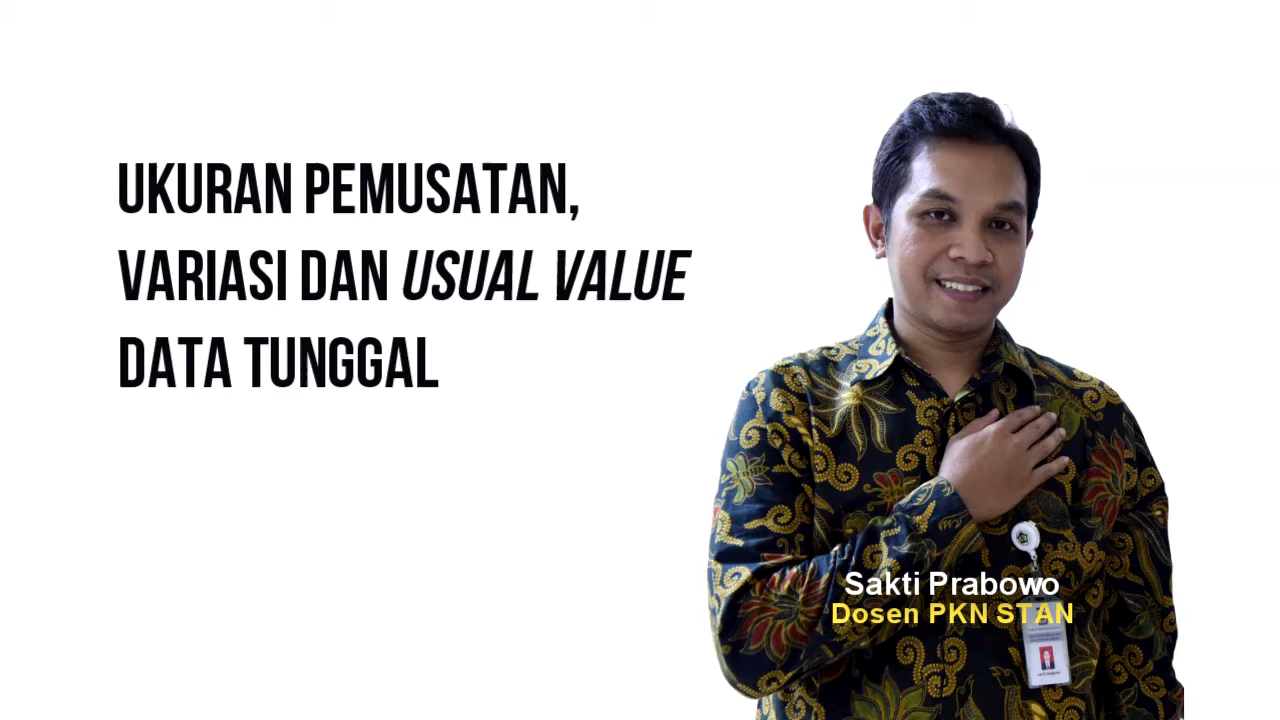 UKURAN PEMUSATAN,
VARIASI DAN USUAL VALUE
DATA TUNGGAL
Sakti Prabowo
Dosen PKN STAN